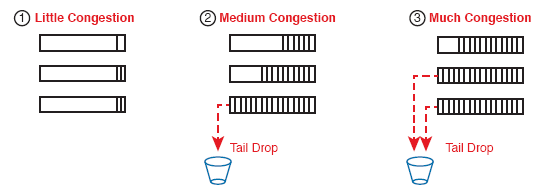 1 Little Congestion
2 Medium Congestion
3 Much Congestion
Tail Drop
Tail Drop